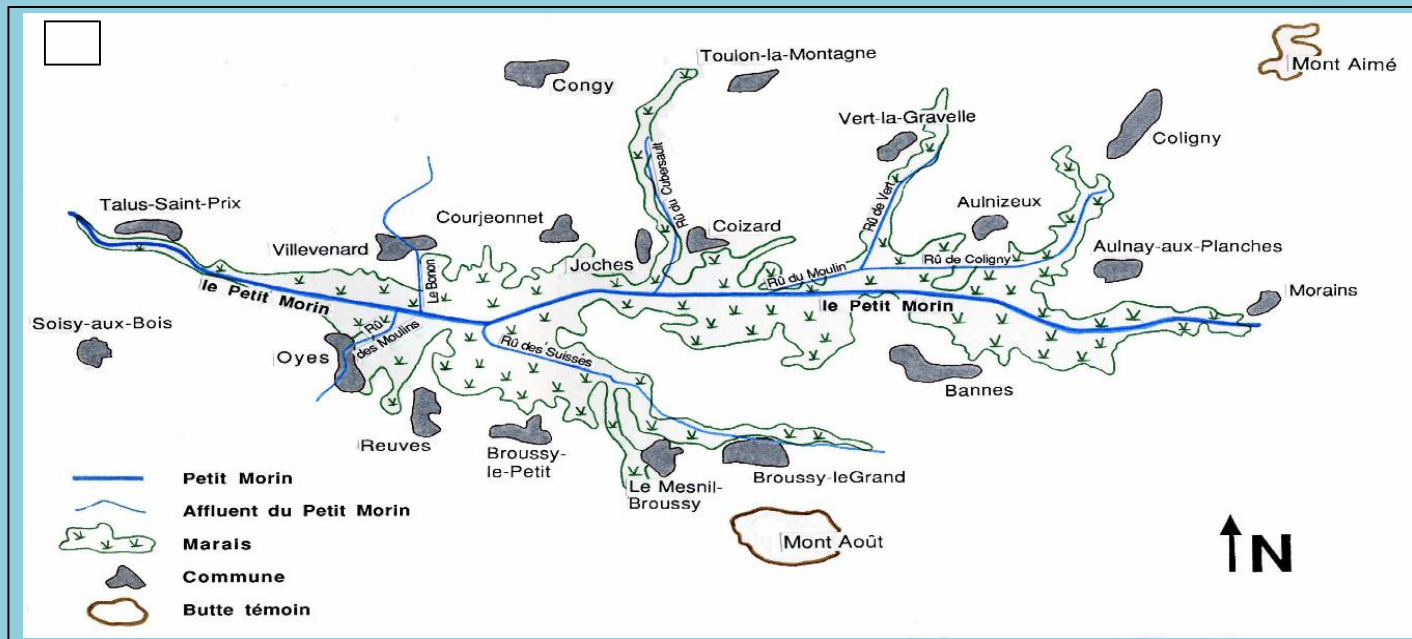 Toulon-la-Montagne
Mont Aimé
Congy
Vert-la-Gravelle
Coligny
Rû du Cubersault
Rû de Vert
Talus-Saint-Prix
Courjeonnet
Coizard
Aulnizeux
Villevenard
Aulnay-aux-Planches
Joches
Rû du Moulin
Rû de Coligny
Le Bonon
le Petit Morin
le Petit Morin
Morains
Soisy-aux-Bois
Rû
des Moulins
Oyes
Rû des Suisses
Bannes
Reuves
Broussy-
le-Petit
Le Mesnil-
Broussy
Broussy-leGrand
Mont Août
N
Petit Morin
Affluent du Petit Morin
Marais
Commune
Butte témoin